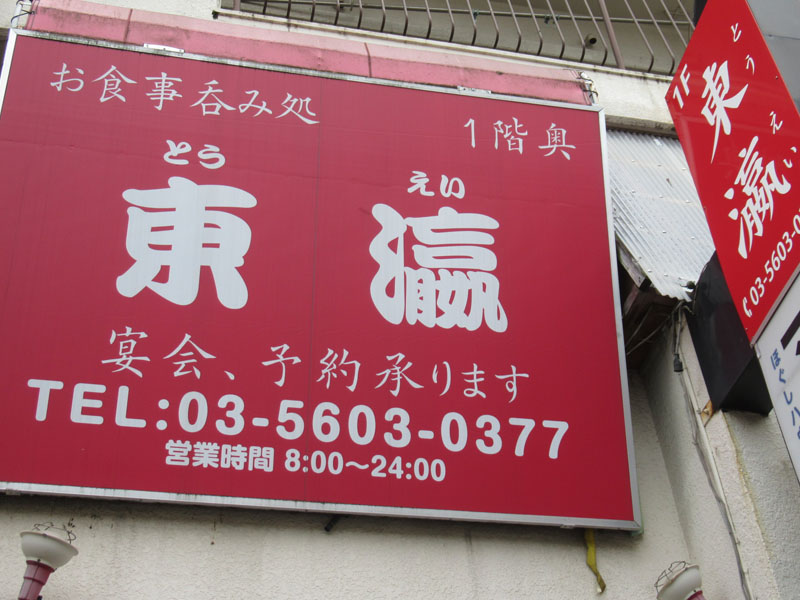 お食事呑み処
1階奥
とう えい
東瀛
宴会、予約承ります
TEL:03-5603-0377
営業時間 8:00～24:00
1F
とう えい
東瀛
03-5603-0
ほぐし